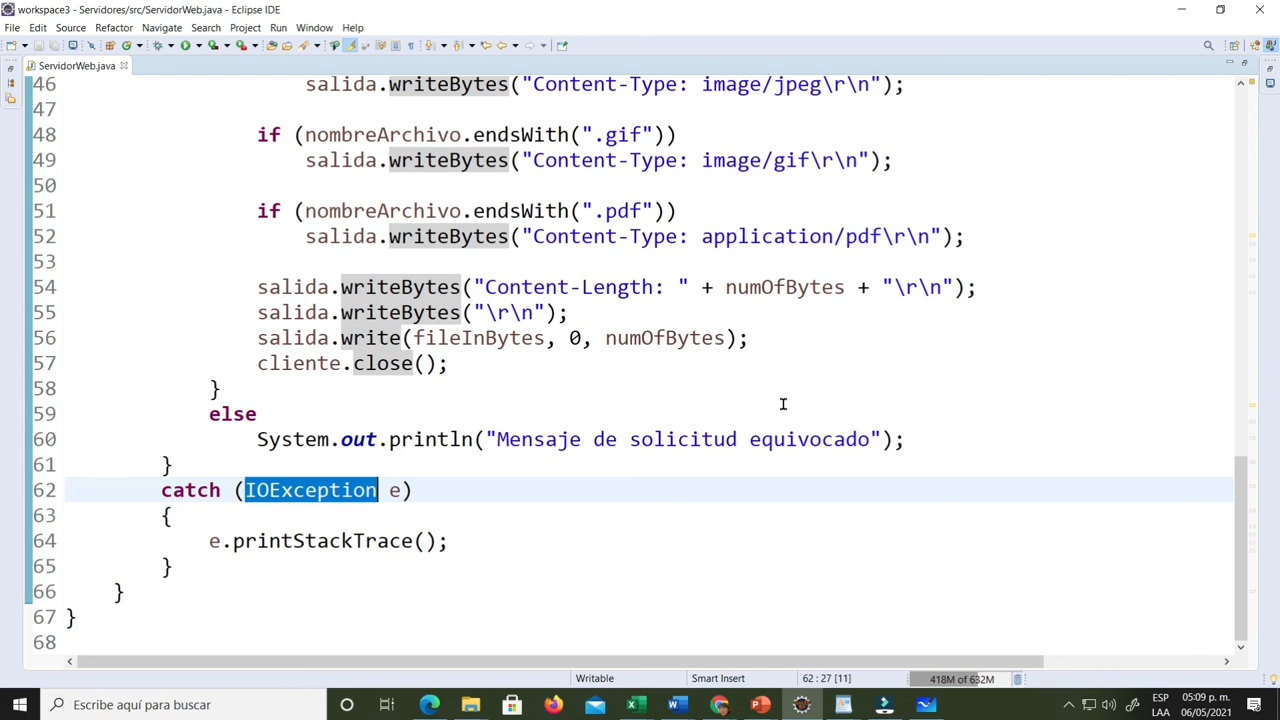 workspace3 - Servidores/src/ServidorWeb.java - Eclipse IDE
File Edit Source Refactor Navigate Search Project Run Window Help
ServidorWeb.java
46 salida.writeBytes("Content-Type: image/jpeg\r\n");
47
48 if (nombreArchivo.endsWith(".gif"))
49 salida.writeBytes("Content-Type: image/gif\r\n");
50
51 if (nombreArchivo.endsWith(".pdf"))
52 salida.writeBytes("Content-Type: application/pdf\r\n");
53
54 salida.writeBytes("Content-Length: " + numOfBytes + "\r\n");
55 salida.writeBytes("\r\n");
56 salida.write(fileInBytes, 0, numOfBytes);
57 cliente.close();
58 }
59 else
60 System.out.println("Mensaje de solicitud equivocado");
61 }
62 catch (IOException e)
63 {
64 e.printStackTrace();
65 }
66 }
67 }
68
Writable Smart Insert 62 : 27 [11] 418M of 632M
Escribe aquí para buscar
ESP 05:09 p. m.
LAA 06/05/2021